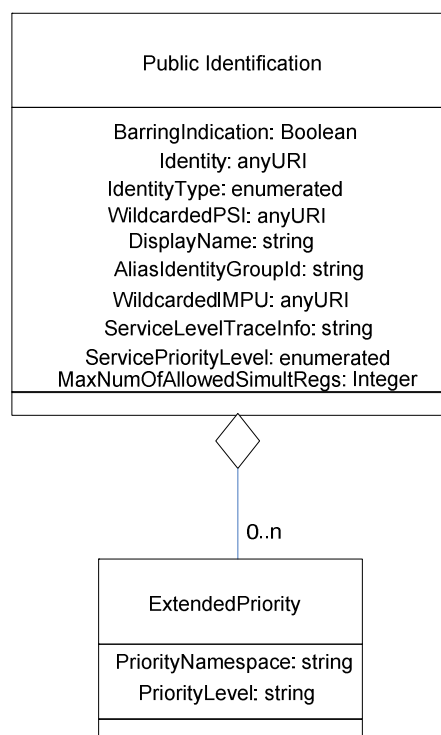 Public Identification
BarringIndication: Boolean
Identity: anyURI
IdentityType: enumerated
WildcardedPSI: anyURI
DisplayName: string
AliasIdentityGroupId: string
WildcardedIMPU: anyURI
ServiceLevelTraceInfo: string
ServicePriorityLevel: enumerated
MaxNumOfAllowedSimultRegs: Integer
0..n
ExtendedPriority
PriorityNamespace: string
PriorityLevel: string